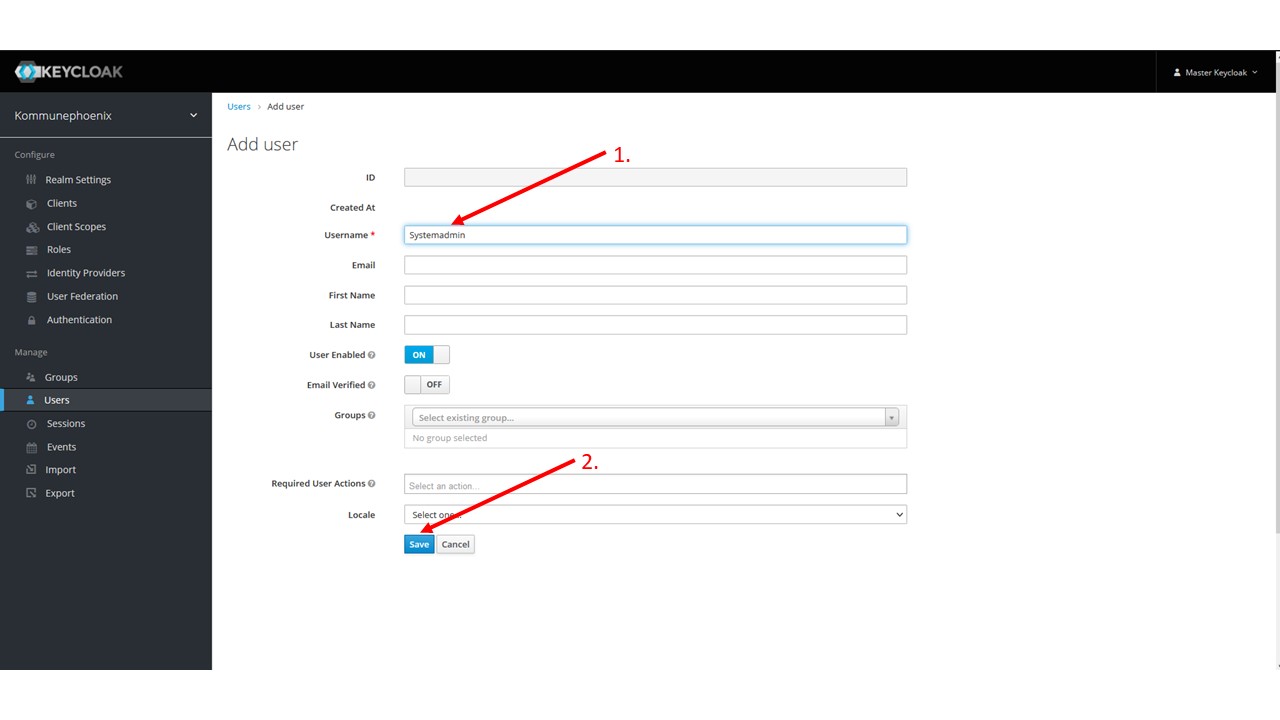 KEYCLOAK
Master Keycloak
Kommunephoenix
Configure
Realm Settings
Clients
Client Scopes
Roles
Identity Providers
User Federation
Authentication
Manage
Groups
Users
Sessions
Events
Import
Export
Users > Add user
Add user
1.
ID
Created At
Username * Systemadmin
Email
First Name
Last Name
User Enabled ON
Email Verified OFF
Groups Select existing group...
No group selected
2.
Required User Actions Select an action...
Locale Select one...
Save Cancel